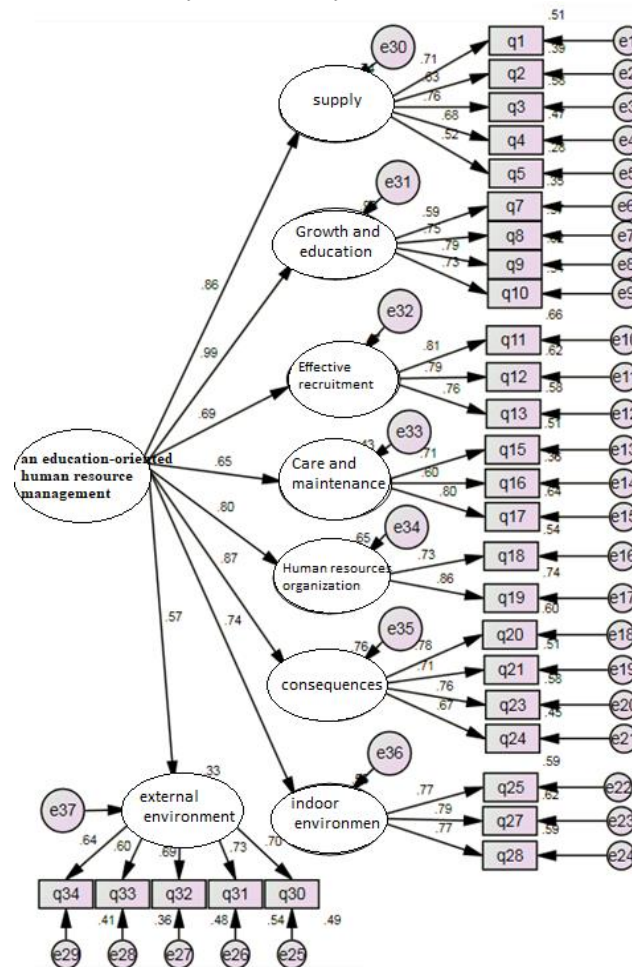 .51
e30
q1
e1
.71
.39
.63
q2
e2
.58
supply
.76
q3
e3
.47
.68
q4
e4
.28
.52
q5
e5
.35
e31
.59
q7
e6
Growth and
education
.75
q8
e7
.79
q9
e8
.73
q10
e9
.86
.66
.99
e32
.81
q11
e10
.62
Effective
recruitment
.79
q12
e11
.58
.76
q13
e12
.51
.69
e33
.71
q15
e13
an education-oriented
human resource
management
.65
Care and
maintenance
.60
q16
e14
.64
.80
q17
e15
.54
.80
e34
.65
.73
q18
e16
.74
Human resources
organization
.86
q19
e17
.60
.87
e35
.76
.78
q20
e18
.51
.57
.74
.71
q21
e19
.58
consequences
.76
q23
e20
.45
.67
q24
e21
.59
e36
.77
q25
e22
.62
.33
external
environment
indoor
environmen
.79
q27
e23
.59
e37
.77
q28
e24
.64
.60
.69
.73
.70
q34
q33
q32
q31
q30
.41
.36
.48
.54
.49
e29
e28
e27
e26
e25